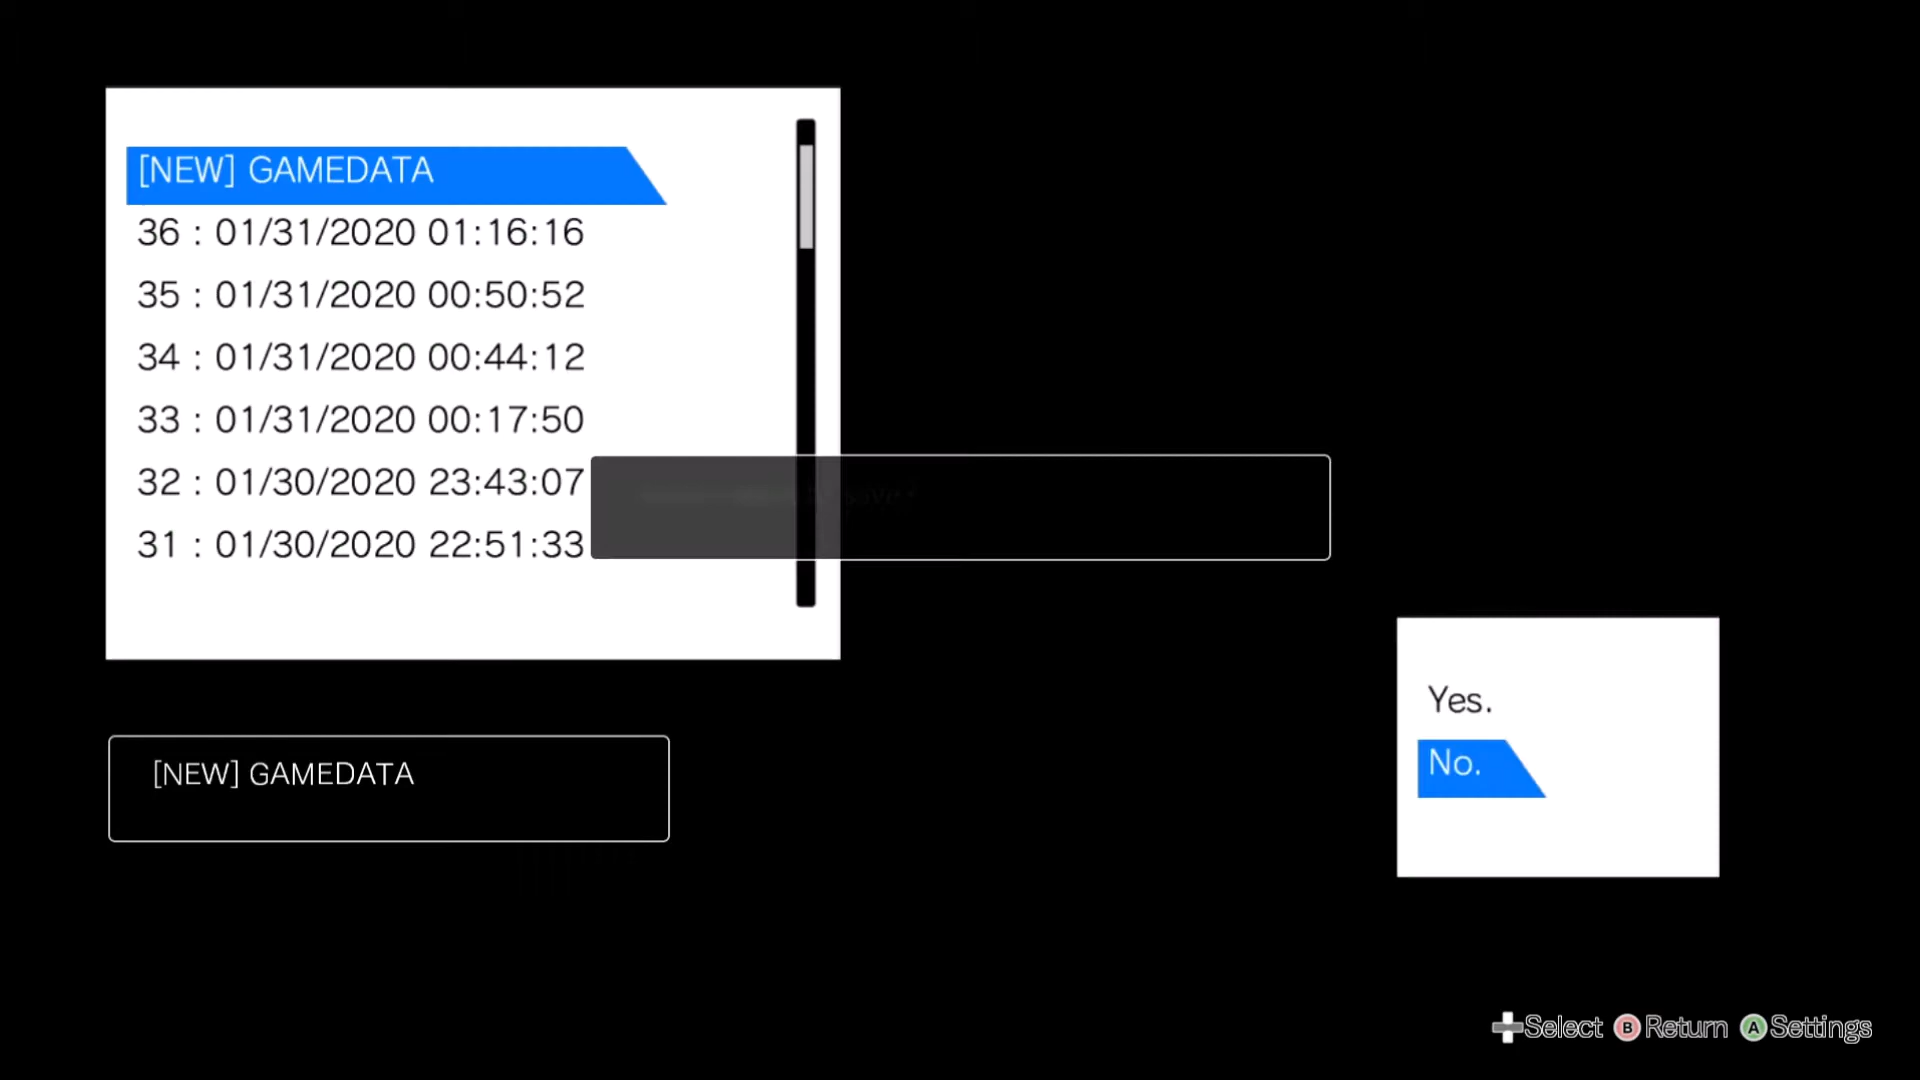 [NEW] GAMEDATA
36 : 01/31/2020 01:16:16
35 : 01/31/2020 00:50:52
34 : 01/31/2020 00:44:12
33 : 01/31/2020 00:17:50
32 : 01/30/2020 23:43:07
31 : 01/30/2020 22:51:33
[NEW] GAMEDATA
Yes.
No.
Select B Return A Settings